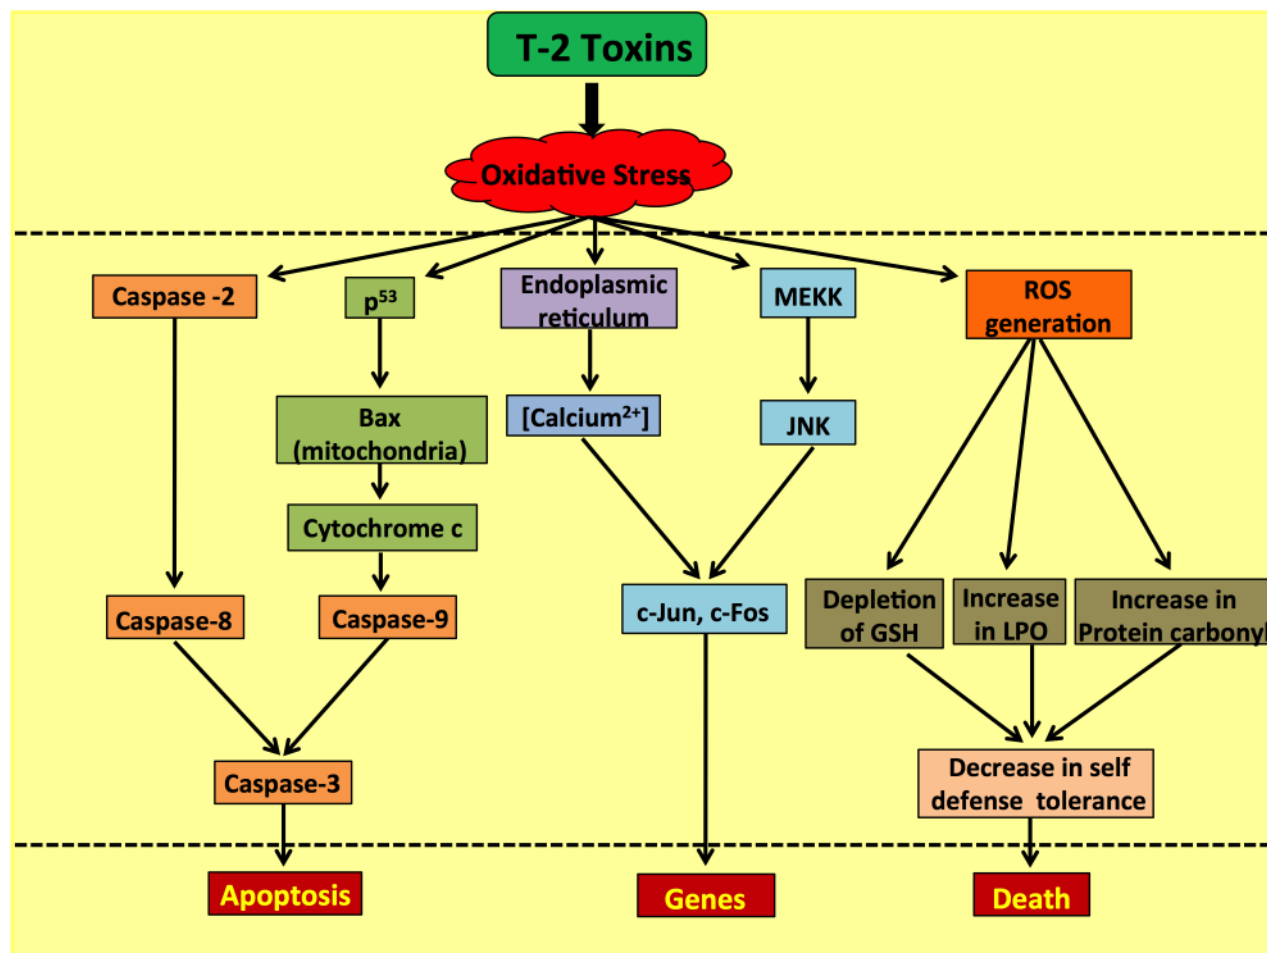 T-2 Toxins
Oxidative Stress
Caspase -2
p⁵³
Endoplasmic
reticulum
MEKK
ROS
generation
Bax
(mitochondria)
[Calcium²⁺]
JNK
Cytochrome c
Caspase-8
Caspase-9
c-Jun, c-Fos
Depletion
of GSH
Increase
in LPO
Increase in
Protein carbonyl
Caspase-3
Decrease in self
defense tolerance
Apoptosis
Genes
Death